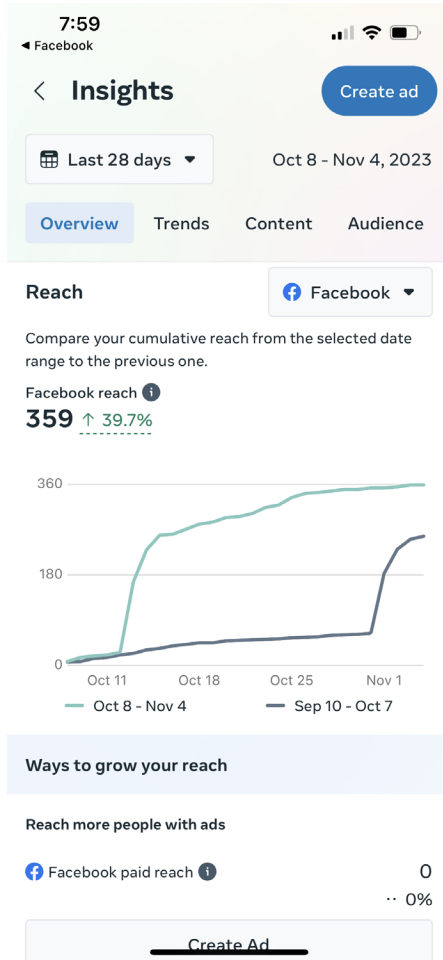 7:59
◀ Facebook
Insights
Create ad
Last 28 days
Oct 8 - Nov 4, 2023
Overview Trends Content Audience
Reach
Facebook
Compare your cumulative reach from the selected date
range to the previous one.
Facebook reach
359 ↑ 39.7%
360
180
0
Oct 11 Oct 18 Oct 25 Nov 1
Oct 8 - Nov 4 Sep 10 - Oct 7
Ways to grow your reach
Reach more people with ads
Facebook paid reach 0
·· 0%
Create Ad